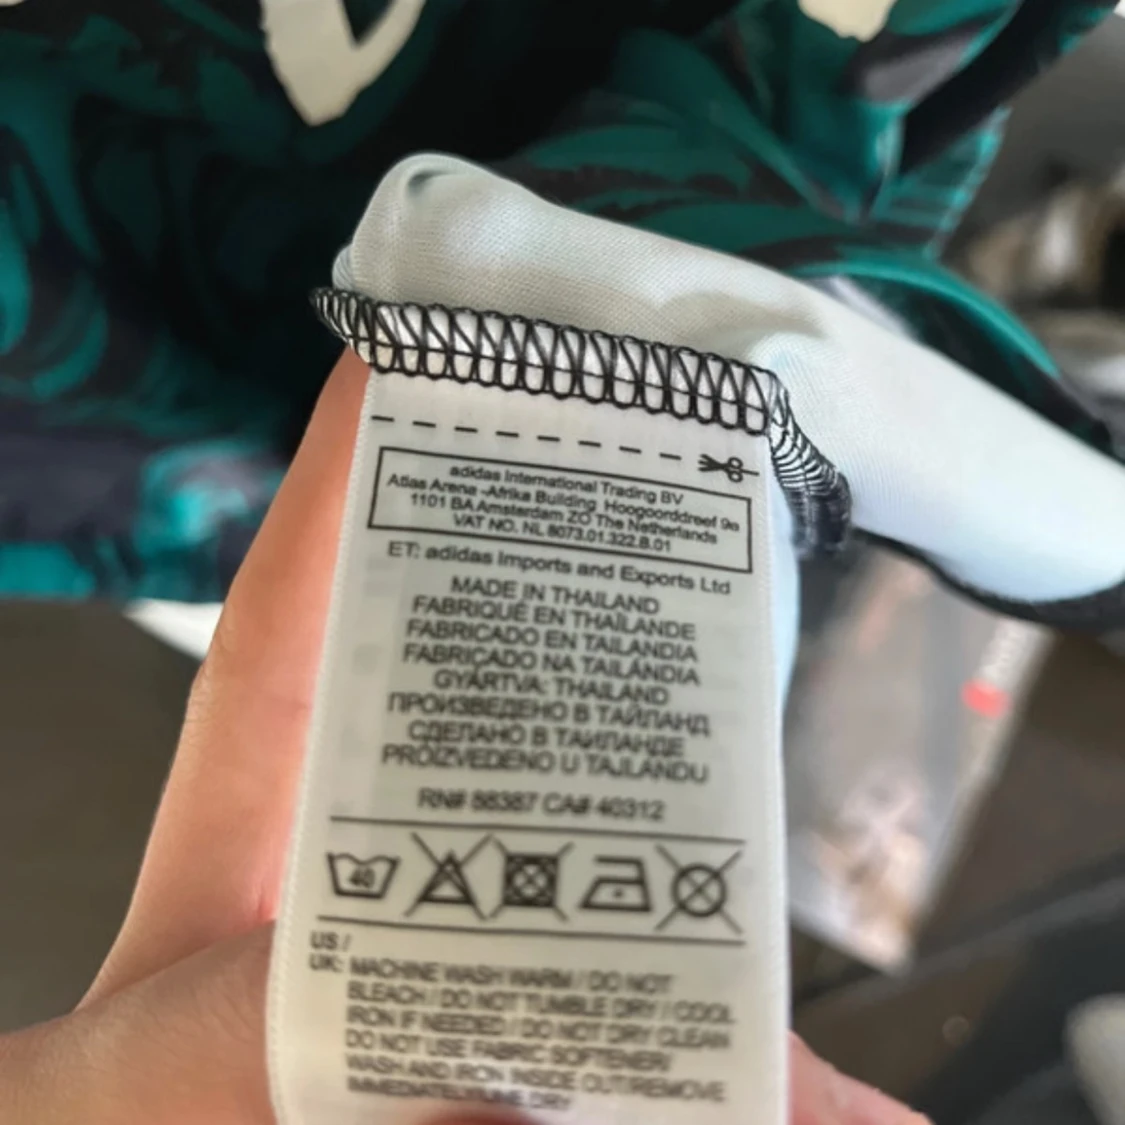 adidas International Trading BV
Atlas Arena -Afrika Building Hoogoorddreef 9a
1101 BA Amsterdam ZO The Netherlands
VAT NO. NL 8073.01.322.B.01
ET: adidas Imports and Exports Ltd
MADE IN THAILAND
FABRIQUÉ EN THAÏLANDE
FABRICADO EN TAILANDIA
FABRICADO NA TAILÂNDIA
GYÁRTVA: THAILAND
ПРОИЗВЕДЕНО В ТАЙЛАНД
СДЕЛАНО В ТАИЛАНДЕ
PROIZVEDENO U TAJLANDU
RN# 88387 CA# 40312
40
US /
UK: MACHINE WASH WARM / DO NOT
BLEACH / DO NOT TUMBLE DRY / COOL
IRON IF NEEDED / DO NOT DRY CLEAN
DO NOT USE FABRIC SOFTENER/
WASH AND IRON INSIDE OUT/REMOVE
IMMEDIATELY/LINE DRY